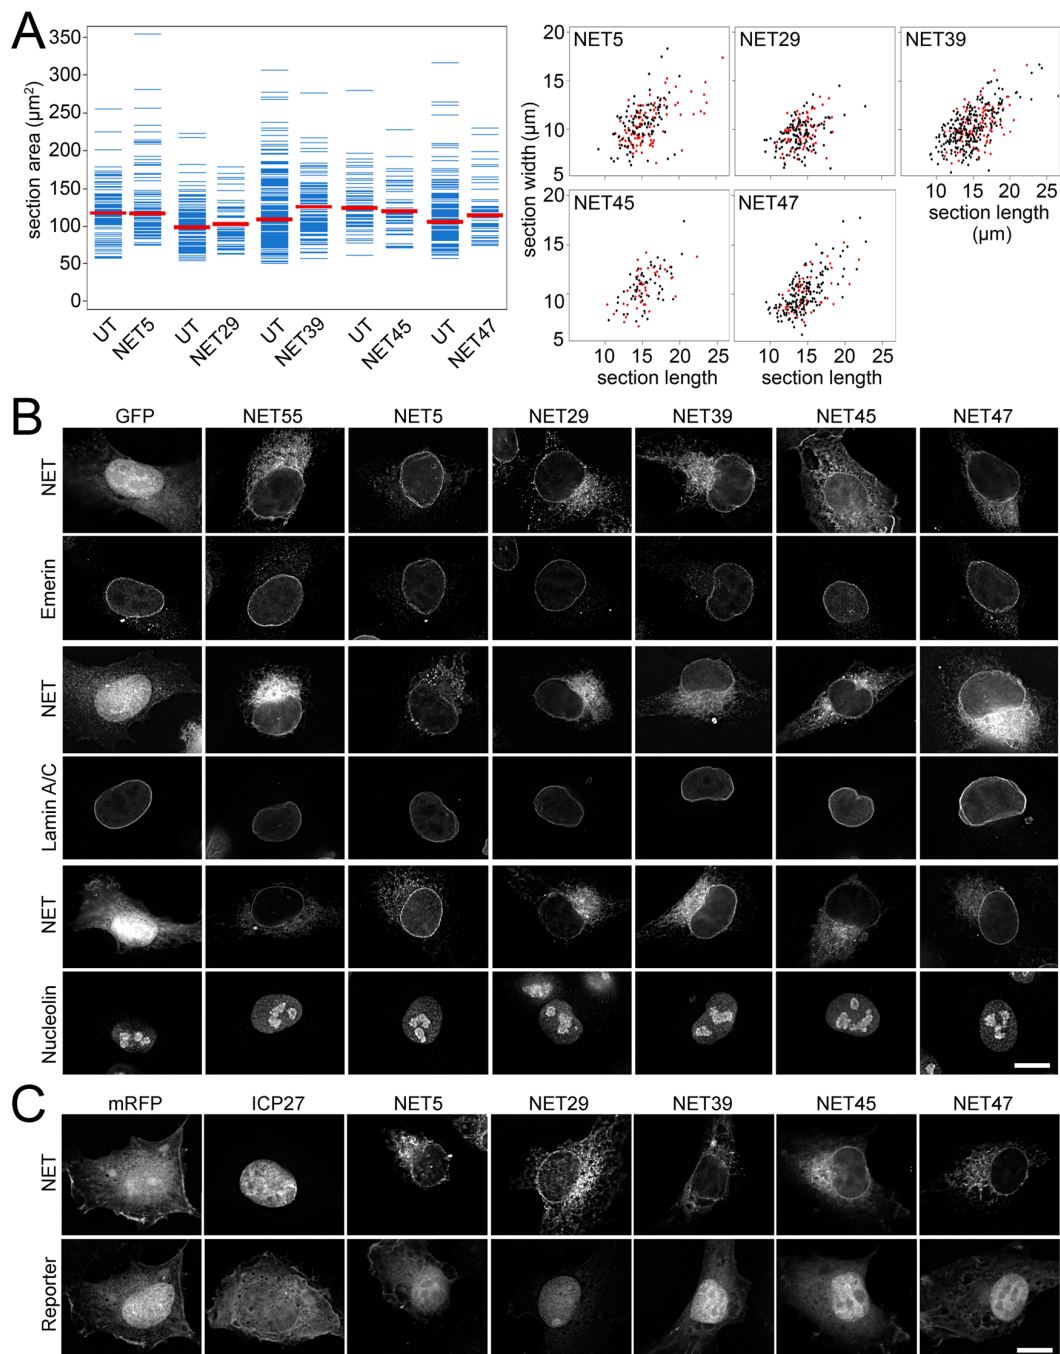 A
section area (µm²)
350
300
250
200
150
100
50
0
UT
NET5
UT
NET29
UT
NET39
UT
NET45
UT
NET47
section width (µm)
20
15
10
5
NET5
NET29
NET39
10 15 20 25
section length
(µm)
20
15
10
5
NET45
NET47
10 15 20 25
10 15 20 25
section length
section length
B
GFP NET55 NET5 NET29 NET39 NET45 NET47
NET
Emerin
NET
Lamin A/C
NET
Nucleolin
C
mRFP ICP27 NET5 NET29 NET39 NET45 NET47
NET
Reporter